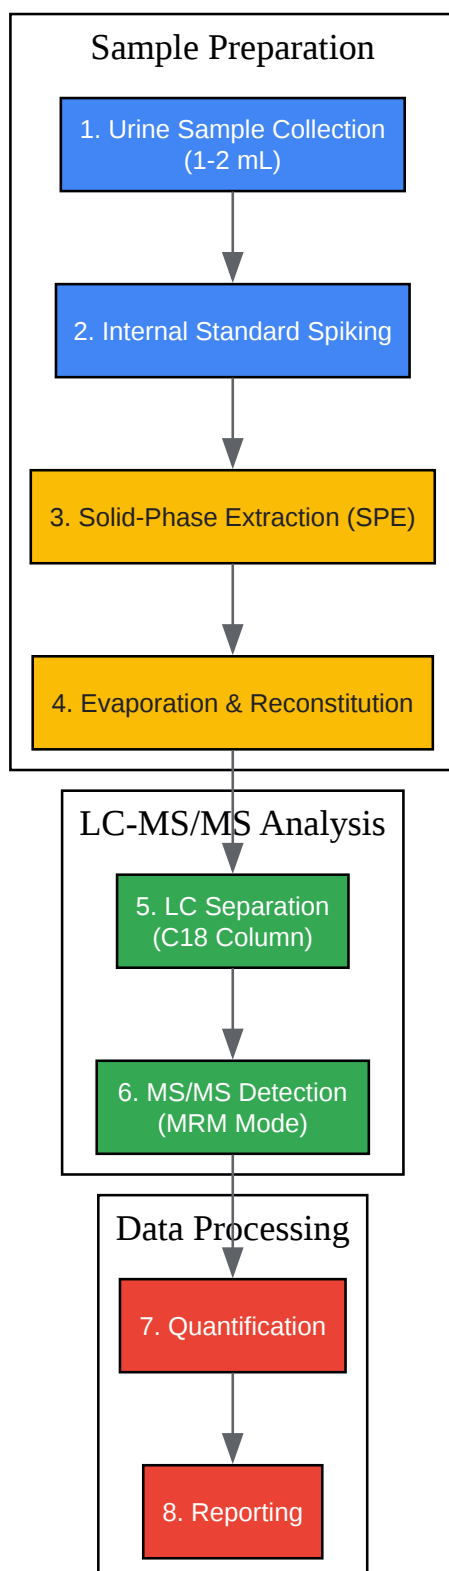 Sample Preparation
1. Urine Sample Collection
(1-2 mL)
2. Internal Standard Spiking
3. Solid-Phase Extraction (SPE)
4. Evaporation & Reconstitution
LC-MS/MS Analysis
5. LC Separation
(C18 Column)
6. MS/MS Detection
(MRM Mode)
Data Processing
7. Quantification
8. Reporting